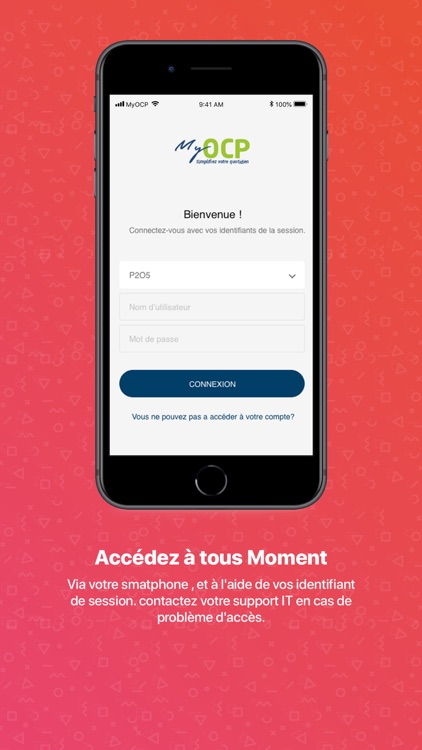 MyOCP 9:41 AM 100%
MyOCP
Simplifiez votre quotidien
Bienvenue !
Connectez-vous avec vos identifiants de la session.
P2O5
Nom d'utilisateur
Mot de passe
CONNEXION
Vous ne pouvez pas a accéder à votre compte?
Accédez à tous Moment
Via votre smatphone , et à l'aide de vos identifiant
de session. contactez votre support IT en cas de
problème d'accès.